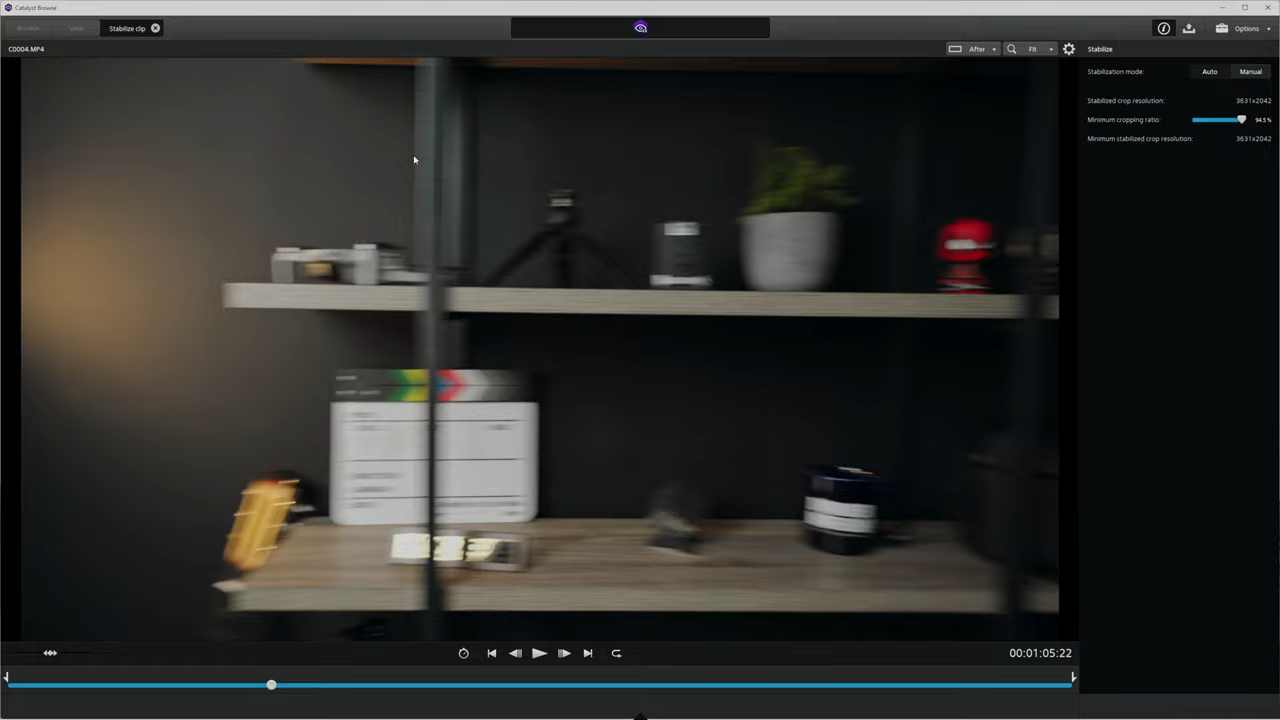 Catalyst Browse
Browse
View
Stabilize clip
Options
C0004.MP4
After
Fit
Stabilize
Stabilization mode:
Auto
Manual
Stabilized crop resolution:
3631x2042
Minimum cropping ratio:
94.5 %
Minimum stabilized crop resolution:
3631x2042
00:01:05:22